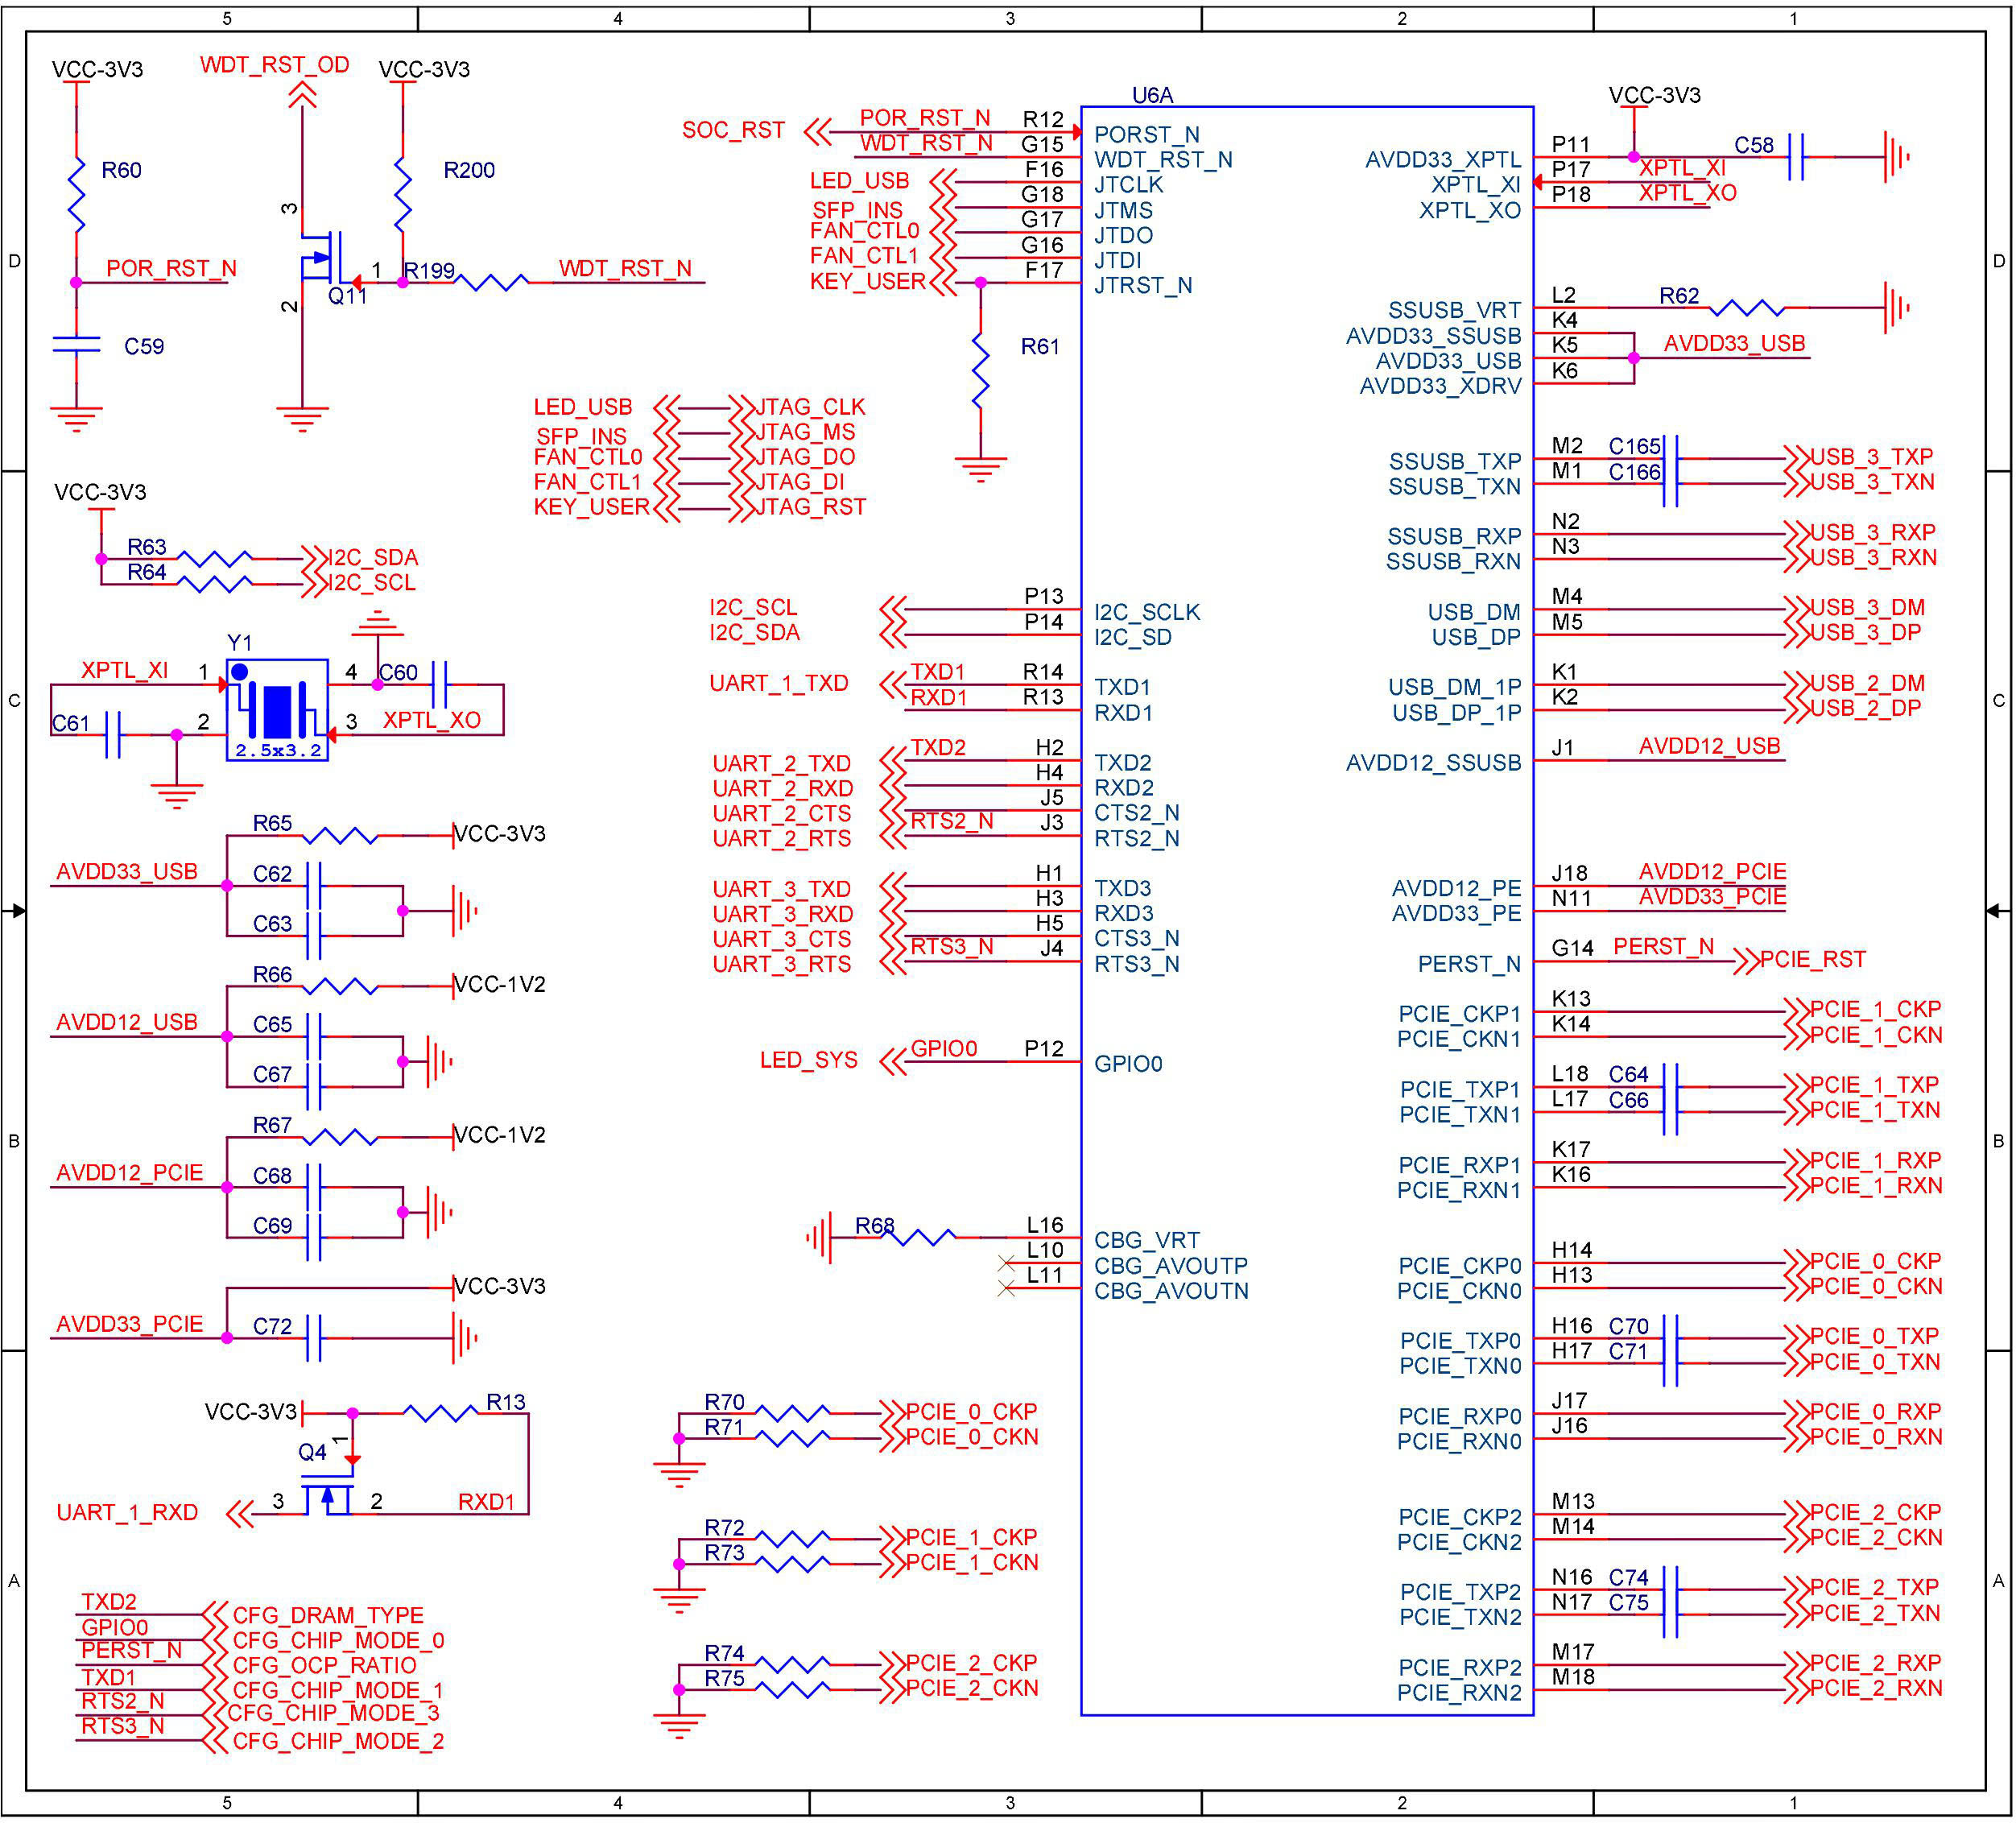 5 4 3 2 1
VCC-3V3 WDT_RST_OD VCC-3V3
R60 R200
3
POR_RST_N 1 R199 WDT_RST_N
2 Q11
C59
D
LED_USB JTAG_CLK
SFP_INS JTAG_MS
FAN_CTL0 JTAG_DO
FAN_CTL1 JTAG_DI
KEY_USER JTAG_RST
VCC-3V3
R63 I2C_SDA
R64 I2C_SCL
Y1
XPTL_XI 1 4 C60
C61 2 3 XPTL_XO
2.5x3.2
C
R65 VCC-3V3
AVDD33_USB C62
C63
R66 VCC-1V2
AVDD12_USB C65
C67
R67 VCC-1V2
AVDD12_PCIE C68
C69
B
VCC-3V3
AVDD33_PCIE C72
VCC-3V3 R13
Q4 1
UART_1_RXD 3 2 RXD1
A
TXD2 CFG_DRAM_TYPE
GPIO0 CFG_CHIP_MODE_0
PERST_N CFG_OCP_RATIO
TXD1 CFG_CHIP_MODE_1
RTS2_N CFG_CHIP_MODE_3
RTS3_N CFG_CHIP_MODE_2
R70 PCIE_0_CKP
R71 PCIE_0_CKN
R72 PCIE_1_CKP
R73 PCIE_1_CKN
R74 PCIE_2_CKP
R75 PCIE_2_CKN
U6A
SOC_RST POR_RST_N R12 PORST_N
WDT_RST_N G15 WDT_RST_N
LED_USB F16 JTCLK
SFP_INS G18 JTMS
FAN_CTL0 G17 JTDO
FAN_CTL1 G16 JTDI
KEY_USER F17 JTRST_N
R61
I2C_SCL P13 I2C_SCLK
I2C_SDA P14 I2C_SD
UART_1_TXD TXD1 R14 TXD1
RXD1 R13 RXD1
UART_2_TXD TXD2 H2 TXD2
UART_2_RXD H4 RXD2
UART_2_CTS J5 CTS2_N
UART_2_RTS RTS2_N J3 RTS2_N
UART_3_TXD H1 TXD3
UART_3_RXD H3 RXD3
UART_3_CTS H5 CTS3_N
UART_3_RTS RTS3_N J4 RTS3_N
LED_SYS GPIO0 P12 GPIO0
R68 L16 CBG_VRT
L10 CBG_AVOUTP
L11 CBG_AVOUTN
VCC-3V3
AVDD33_XPTL P11 C58
XPTL_XI P17 XPTL_XI
XPTL_XO P18 XPTL_XO
D
SSUSB_VRT L2 R62
AVDD33_SSUSB K4
AVDD33_USB K5 AVDD33_USB
AVDD33_XDRV K6
SSUSB_TXP M2 C165 USB_3_TXP
SSUSB_TXN M1 C166 USB_3_TXN
SSUSB_RXP N2 USB_3_RXP
SSUSB_RXN N3 USB_3_RXN
USB_DM M4 USB_3_DM
USB_DP M5 USB_3_DP
USB_DM_1P K1 USB_2_DM
USB_DP_1P K2 USB_2_DP
C
AVDD12_SSUSB J1 AVDD12_USB
AVDD12_PE J18 AVDD12_PCIE
AVDD33_PE N11 AVDD33_PCIE
PERST_N G14 PERST_N PCIE_RST
PCIE_CKP1 K13 PCIE_1_CKP
PCIE_CKN1 K14 PCIE_1_CKN
PCIE_TXP1 L18 C64 PCIE_1_TXP
PCIE_TXN1 L17 C66 PCIE_1_TXN
B
PCIE_RXP1 K17 PCIE_1_RXP
PCIE_RXN1 K16 PCIE_1_RXN
PCIE_CKP0 H14 PCIE_0_CKP
PCIE_CKN0 H13 PCIE_0_CKN
PCIE_TXP0 H16 C70 PCIE_0_TXP
PCIE_TXN0 H17 C71 PCIE_0_TXN
PCIE_RXP0 J17 PCIE_0_RXP
PCIE_RXN0 J16 PCIE_0_RXN
PCIE_CKP2 M13 PCIE_2_CKP
PCIE_CKN2 M14 PCIE_2_CKN
A
PCIE_TXP2 N16 C74 PCIE_2_TXP
PCIE_TXN2 N17 C75 PCIE_2_TXN
PCIE_RXP2 M17 PCIE_2_RXP
PCIE_RXN2 M18 PCIE_2_RXN
5 4 3 2 1